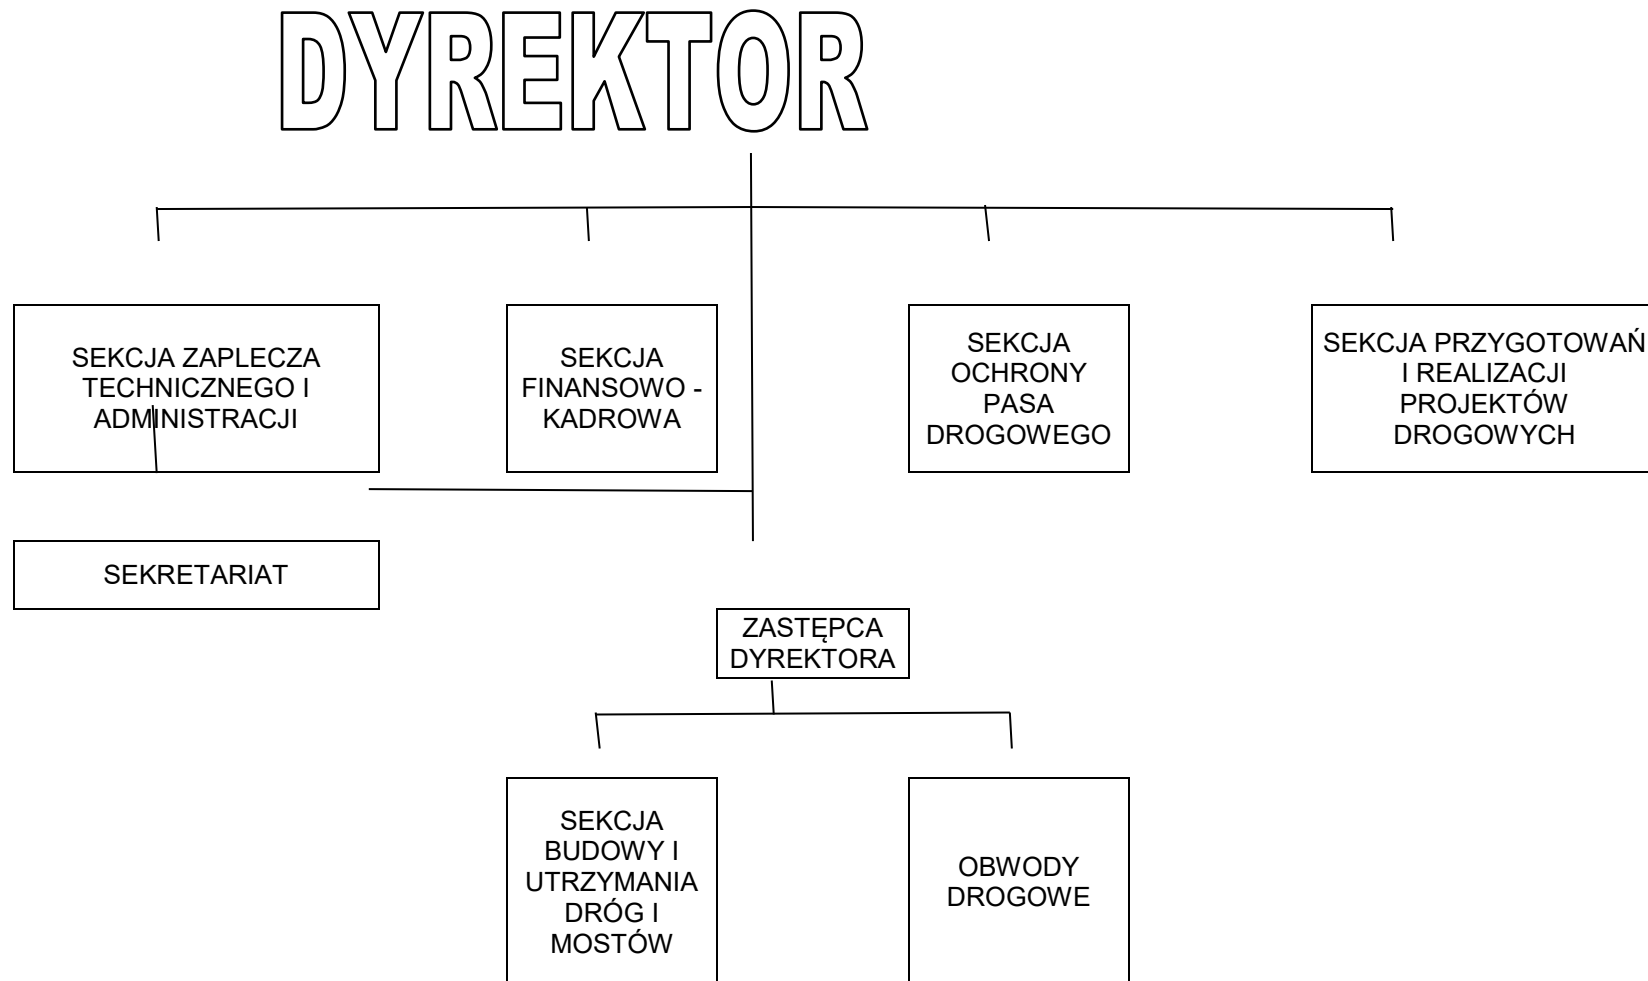 DYREKTOR
SEKCJA ZAPLECZA
TECHNICZNEGO I
ADMINISTRACJI
SEKCJA
FINANSOWO -
KADROWA
SEKCJA
OCHRONY
PASA
DROGOWEGO
SEKCJA PRZYGOTOWAŃ
I REALIZACJI
PROJEKTÓW
DROGOWYCH
SEKRETARIAT
ZASTĘPCA
DYREKTORA
SEKCJA
BUDOWY I
UTRZYMANIA
DRÓG I
MOSTÓW
OBWODY
DROGOWE